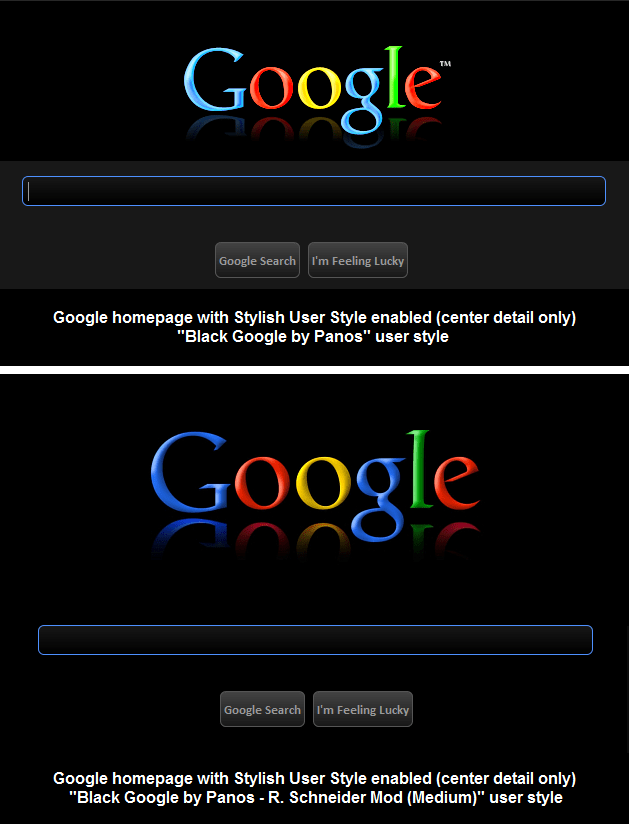 Google™
Google Search I'm Feeling Lucky
Google homepage with Stylish User Style enabled (center detail only)
"Black Google by Panos" user style
Google
Google Search I'm Feeling Lucky
Google homepage with Stylish User Style enabled (center detail only)
"Black Google by Panos - R. Schneider Mod (Medium)" user style